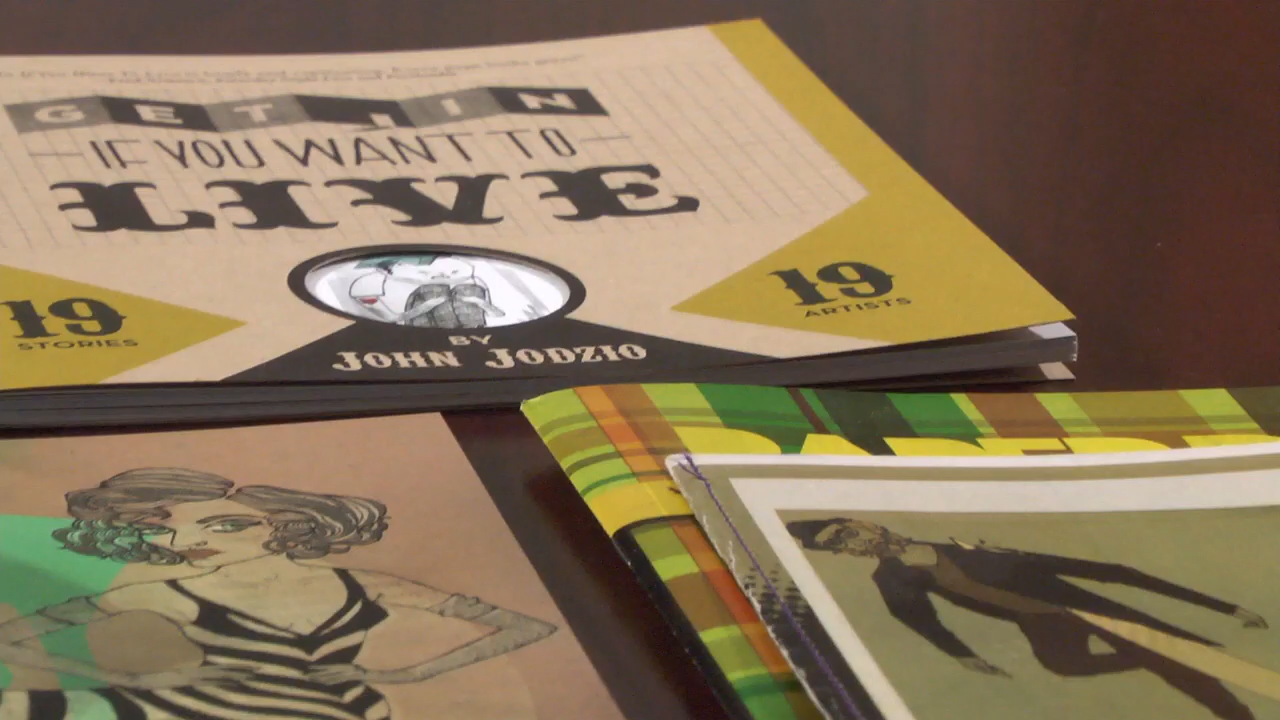 GET IN
IF YOU WANT TO
LIVE
19
STORIES
19
ARTISTS
BY
JOHN JODZIO